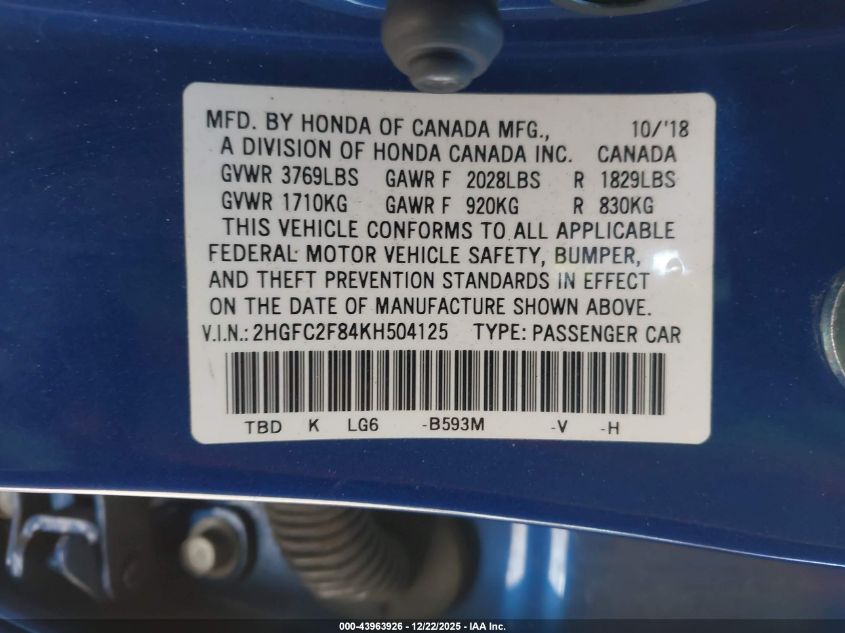 MFD. BY HONDA OF CANADA MFG., 10/'18
A DIVISION OF HONDA CANADA INC. CANADA
GVWR 3769LBS GAWR F 2028LBS R 1829LBS
GVWR 1710KG GAWR F 920KG R 830KG
THIS VEHICLE CONFORMS TO ALL APPLICABLE
FEDERAL MOTOR VEHICLE SAFETY, BUMPER,
AND THEFT PREVENTION STANDARDS IN EFFECT
ON THE DATE OF MANUFACTURE SHOWN ABOVE.
V.I.N.: 2HGFC2F84KH504125 TYPE: PASSENGER CAR
TBD K LG6 -B593M -V -H
000-43963926 - 12/22/2025 - IAA Inc.